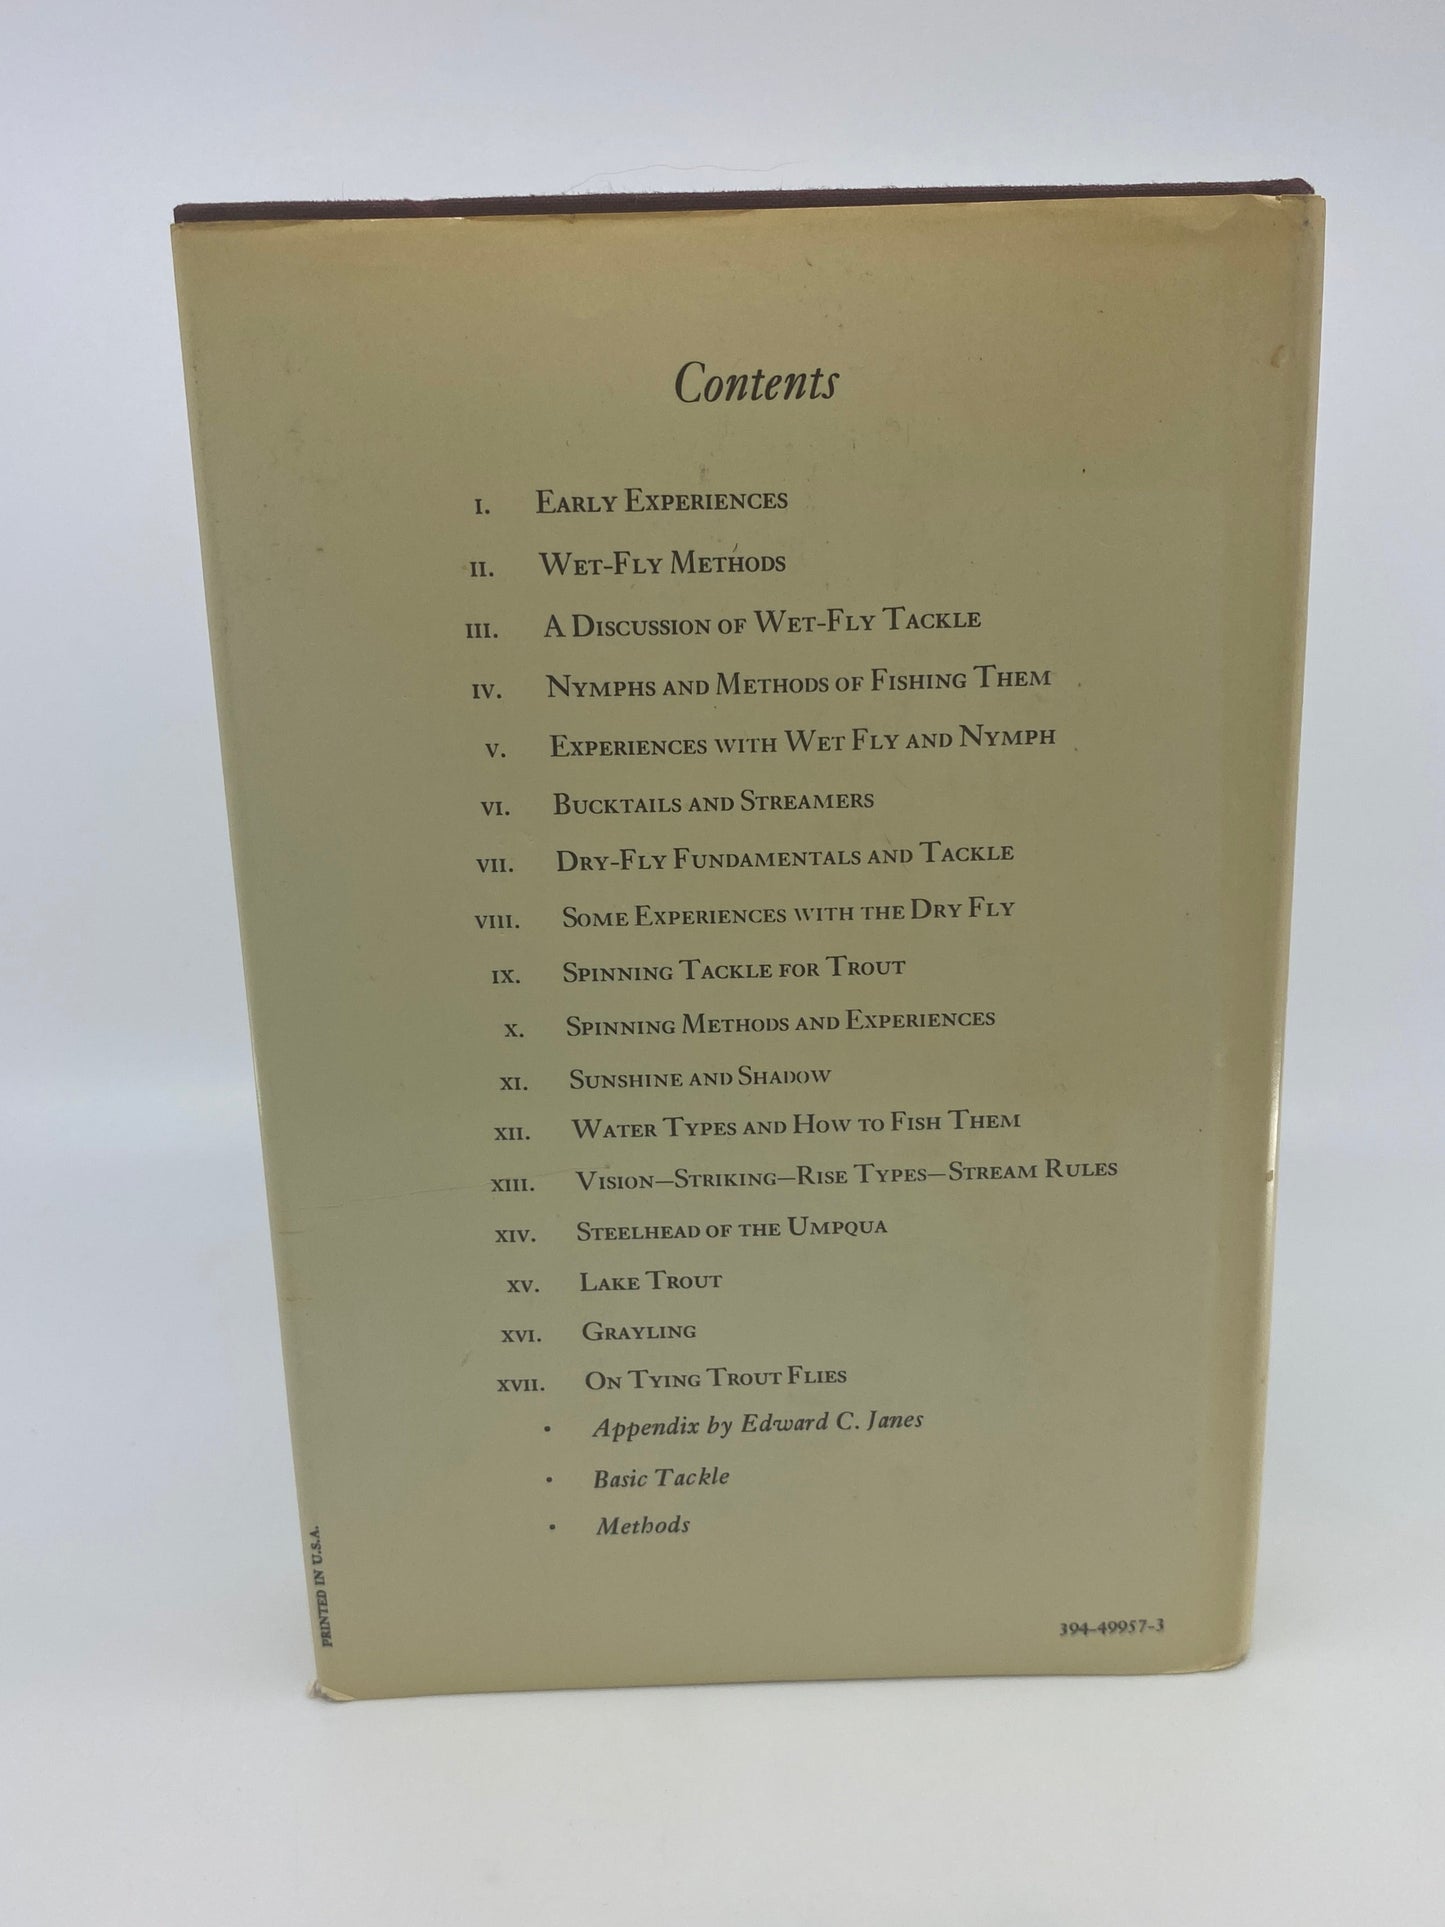 Contents
I. EARLY EXPERIENCES
II. WET-FLY METHODS
III. A DISCUSSION OF WET-FLY TACKLE
IV. NYMPHS AND METHODS OF FISHING THEM
V. EXPERIENCES WITH WET FLY AND NYMPH
VI. BUCKTAILS AND STREAMERS
VII. DRY-FLY FUNDAMENTALS AND TACKLE
VIII. SOME EXPERIENCES WITH THE DRY FLY
IX. SPINNING TACKLE FOR TROUT
X. SPINNING METHODS AND EXPERIENCES
XI. SUNSHINE AND SHADOW
XII. WATER TYPES AND HOW TO FISH THEM
XIII. VISION—STRIKING—RISE TYPES—STREAM RULES
XIV. STEELHEAD OF THE UMPQUA
XV. LAKE TROUT
XVI. GRAYLING
XVII. ON TYING TROUT FLIES
• Appendix by Edward C. Janes
• Basic Tackle
• Methods
PRINTED IN U.S.A.
394-49957-3